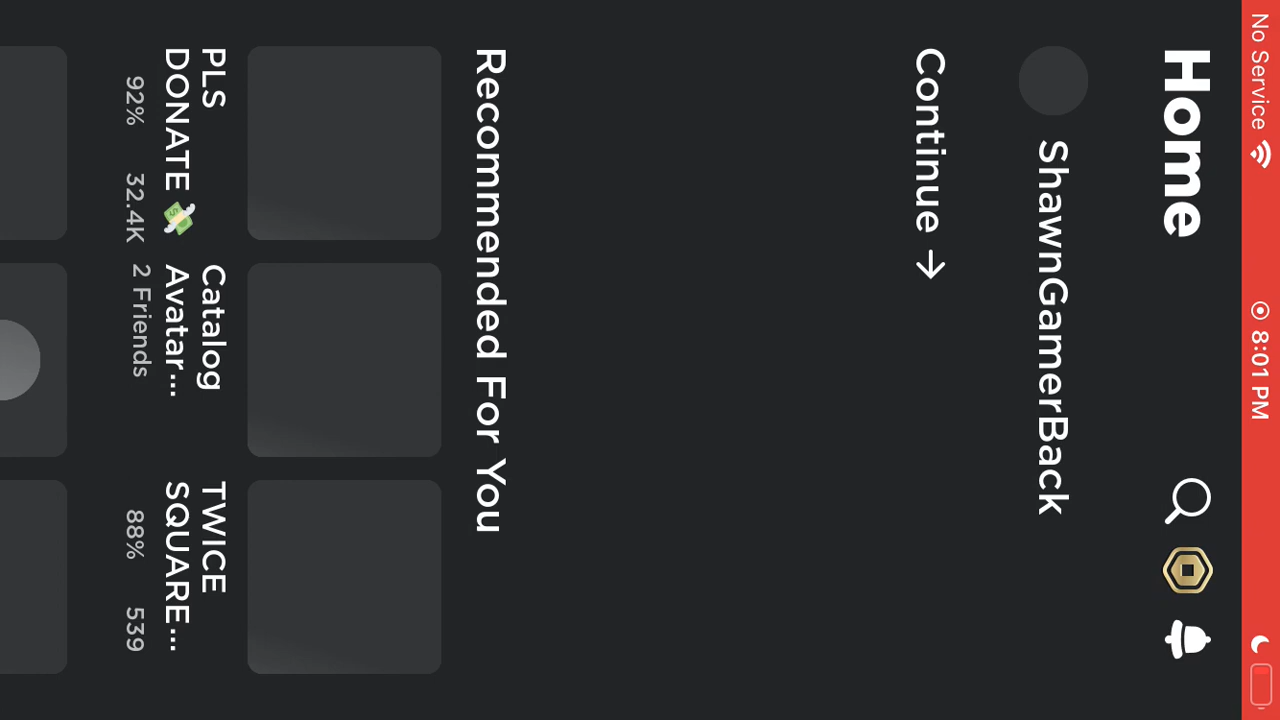 No Service 8:01 PM
Home
ShawnGamerBack
Continue →
Recommended For You
PLS
DONATE 💸
92% 32.4K
Catalog
Avatar...
2 Friends
TWICE
SQUARE...
88% 539